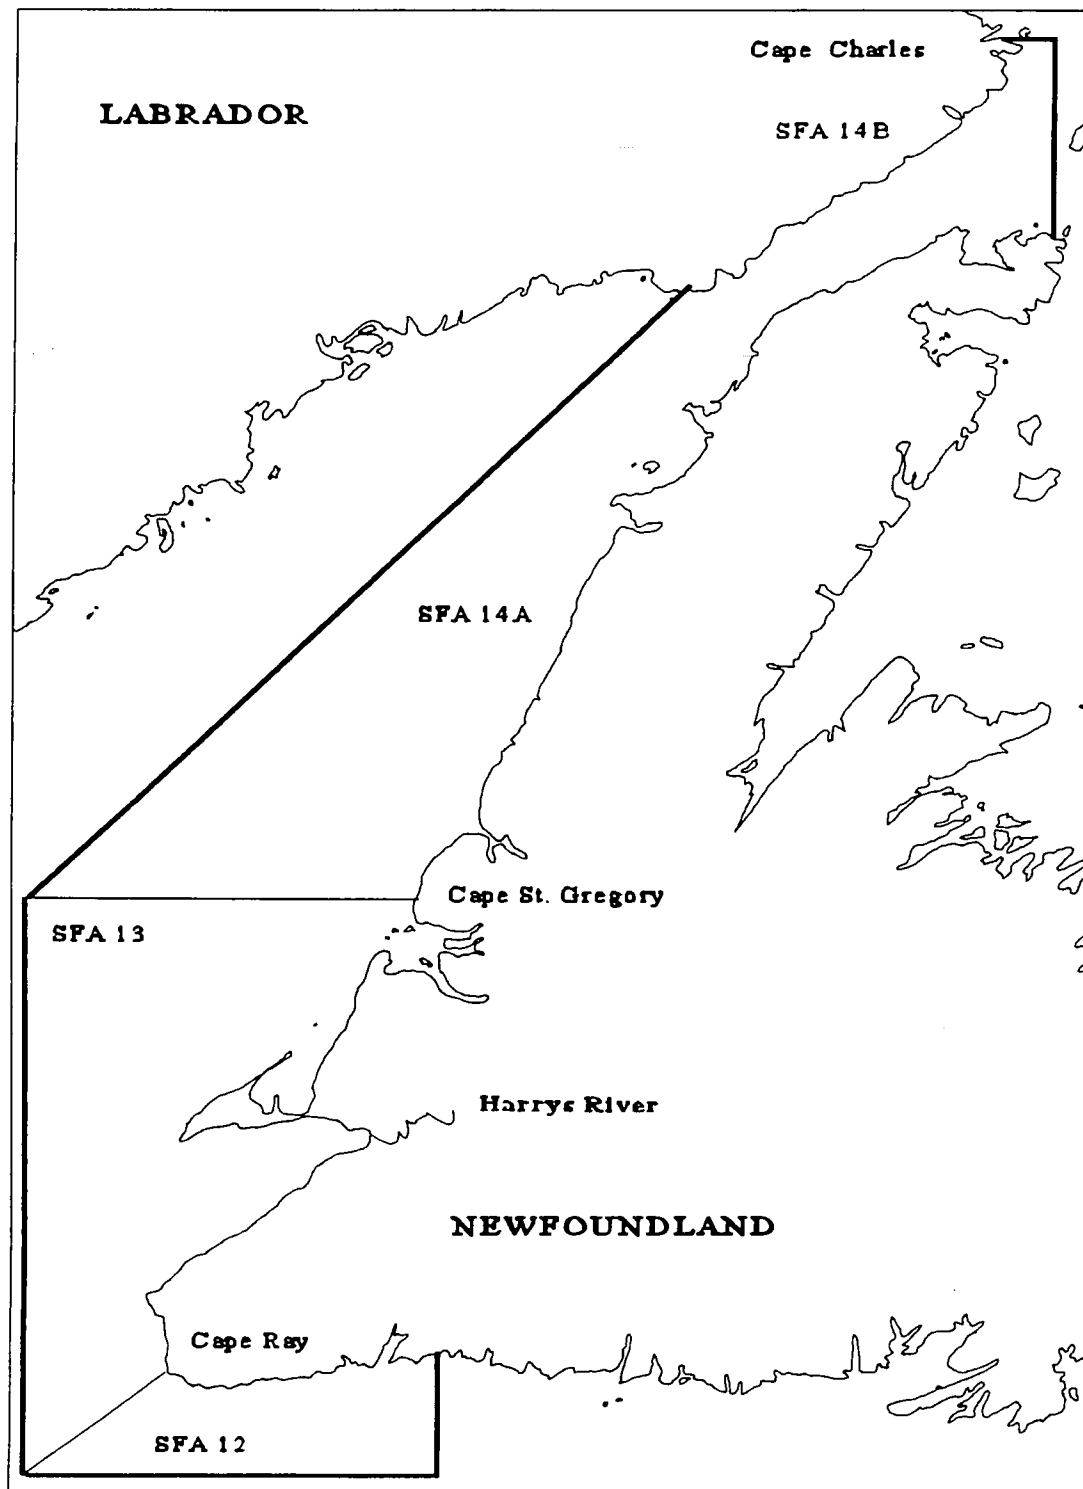 Cape Charles
LABRADOR
SFA 14B
SFA 14A
Cape St. Gregory
SFA 13
Harrys River
NEWFOUNDLAND
Cape Ray
SFA 12